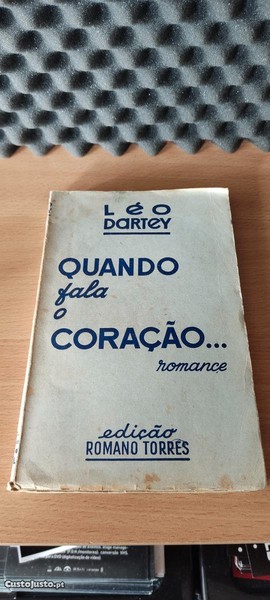 LÉO
DARTEY
QUANDO
fala
o
CORAÇÃO...
romance
edição
ROMANO TORRES
CustoJusto.pt